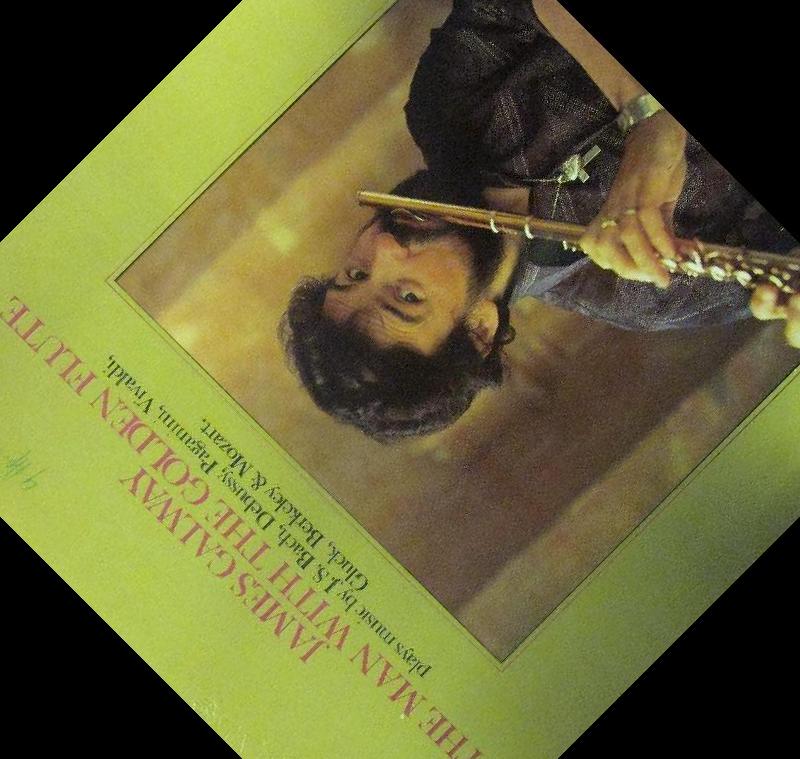 JAMES GALWAY
THE MAN WITH THE GOLDEN FLUTE
plays music by J.S. Bach, Debussy, Paganini, Vivaldi,
Gluck, Berkeley & Mozart.